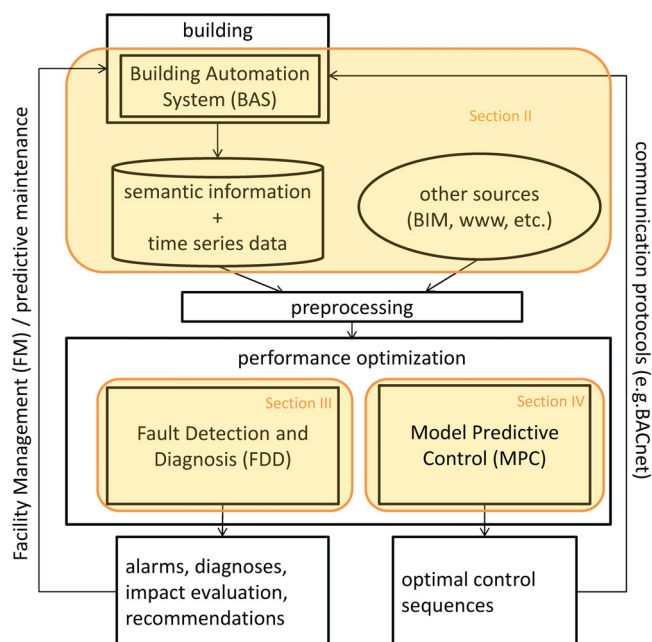 building
Building Automation
System (BAS)
Section II
semantic information
+
time series data
other sources
(BIM, www, etc.)
preprocessing
performance optimization
Section III
Fault Detection and
Diagnosis (FDD)
Section IV
Model Predictive
Control (MPC)
alarms, diagnoses,
impact evaluation,
recommendations
optimal control
sequences
Facility Management (FM) / predictive maintenance
communication protocols (e.g.BACnet)